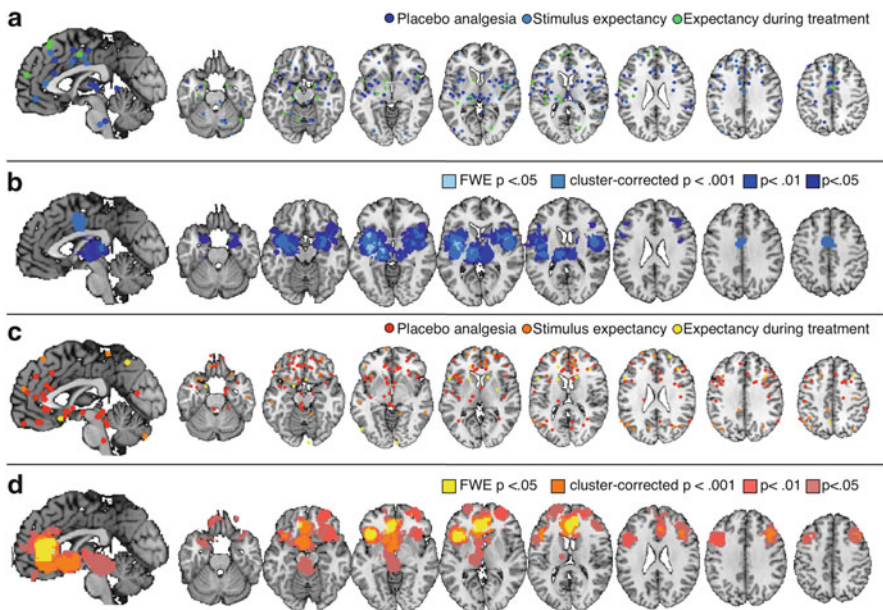 a
Placebo analgesia Stimulus expectancy Expectancy during treatment
b
FWE p <.05 cluster-corrected p < .001 p< .01 p<.05
c
Placebo analgesia Stimulus expectancy Expectancy during treatment
d
FWE p <.05 cluster-corrected p < .001 p< .01 p<.05